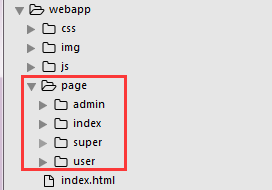 webapp
css
img
js
page
admin
index
super
user
index.html